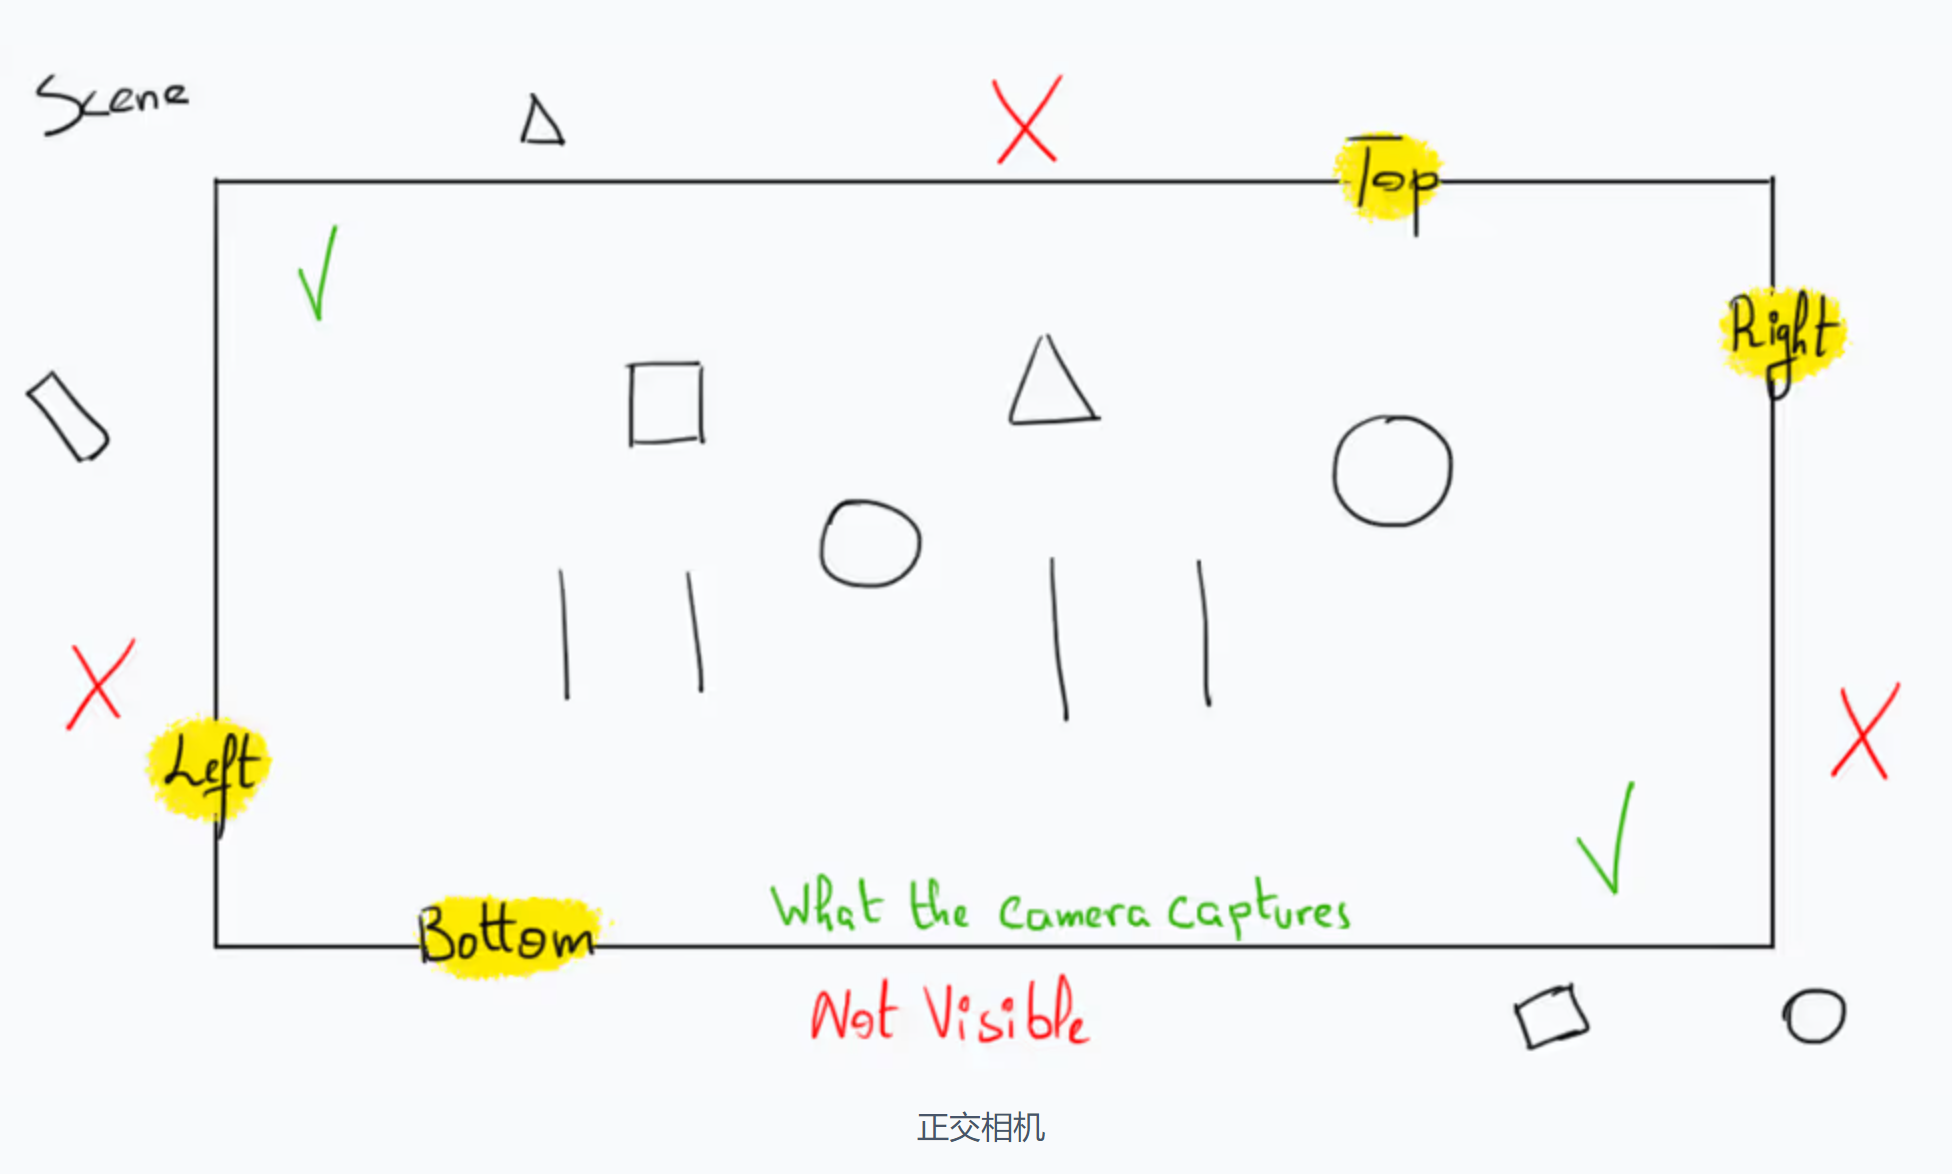 Scene
Top
Right
Left
What the camera captures
Bottom
Not Visible
正交相机